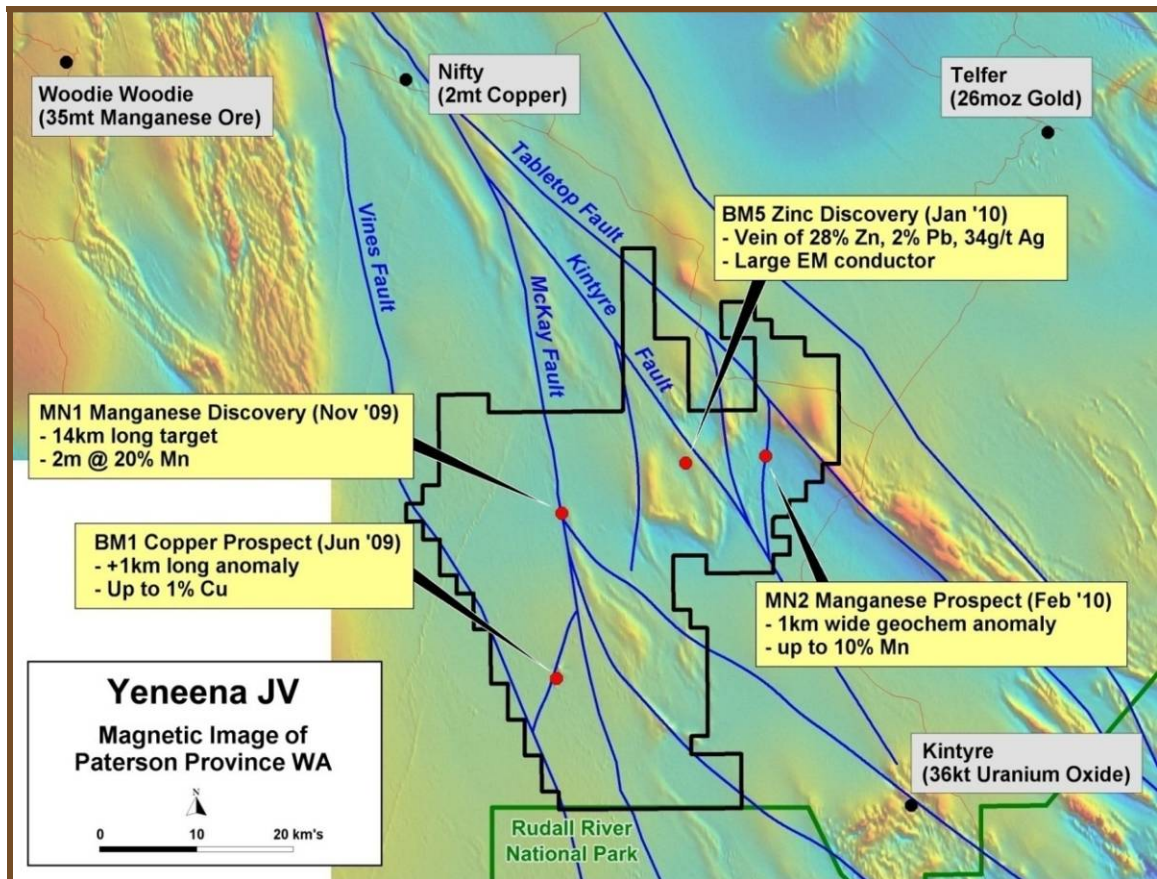 Woodie Woodie
(35mt Manganese Ore)
Nifty
(2mt Copper)
Telfer
(26moz Gold)
Tabletop Fault
Vines Fault
McKay Fault
Kintyre
Fault
BM5 Zinc Discovery (Jan '10)
- Vein of 28% Zn, 2% Pb, 34g/t Ag
- Large EM conductor
MN1 Manganese Discovery (Nov '09)
- 14km long target
- 2m @ 20% Mn
BM1 Copper Prospect (Jun '09)
- +1km long anomaly
- Up to 1% Cu
MN2 Manganese Prospect (Feb '10)
- 1km wide geochem anomaly
- up to 10% Mn
Yeneena JV
Magnetic Image of
Paterson Province WA
N
0 10 20 km's
Kintyre
(36kt Uranium Oxide)
Rudall River
National Park